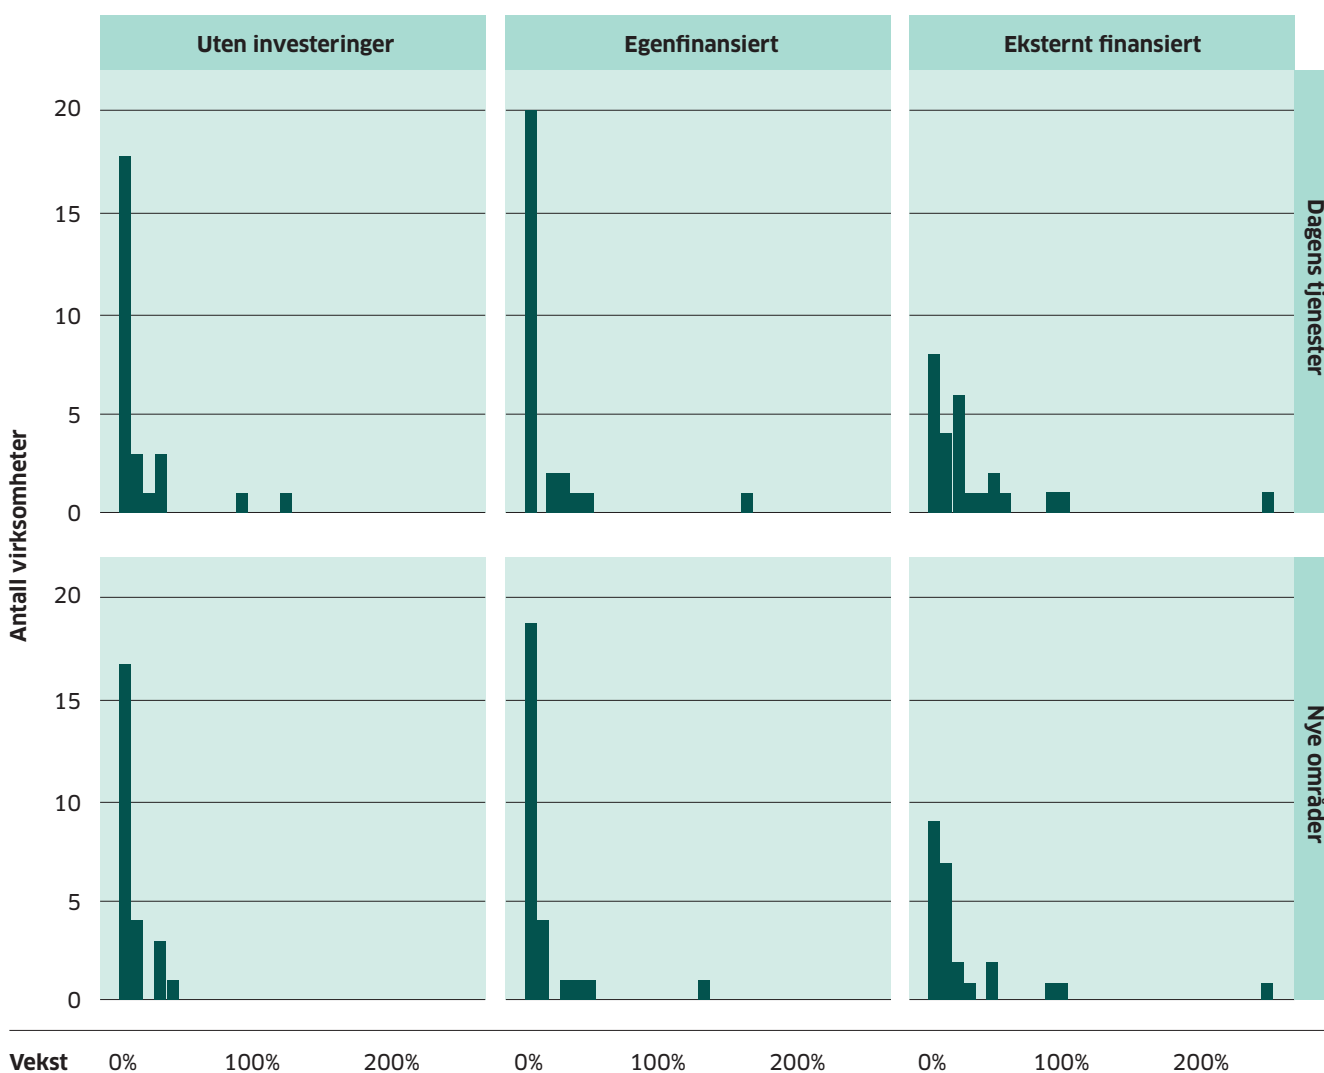 Uten investeringer
Egenfinansiert
Eksternt finansiert
20
15
10
5
0
Dagens tjenester
Antall virksomheter
20
15
10
5
0
Nye områder
Vekst 0% 100% 200% 0% 100% 200% 0% 100% 200%